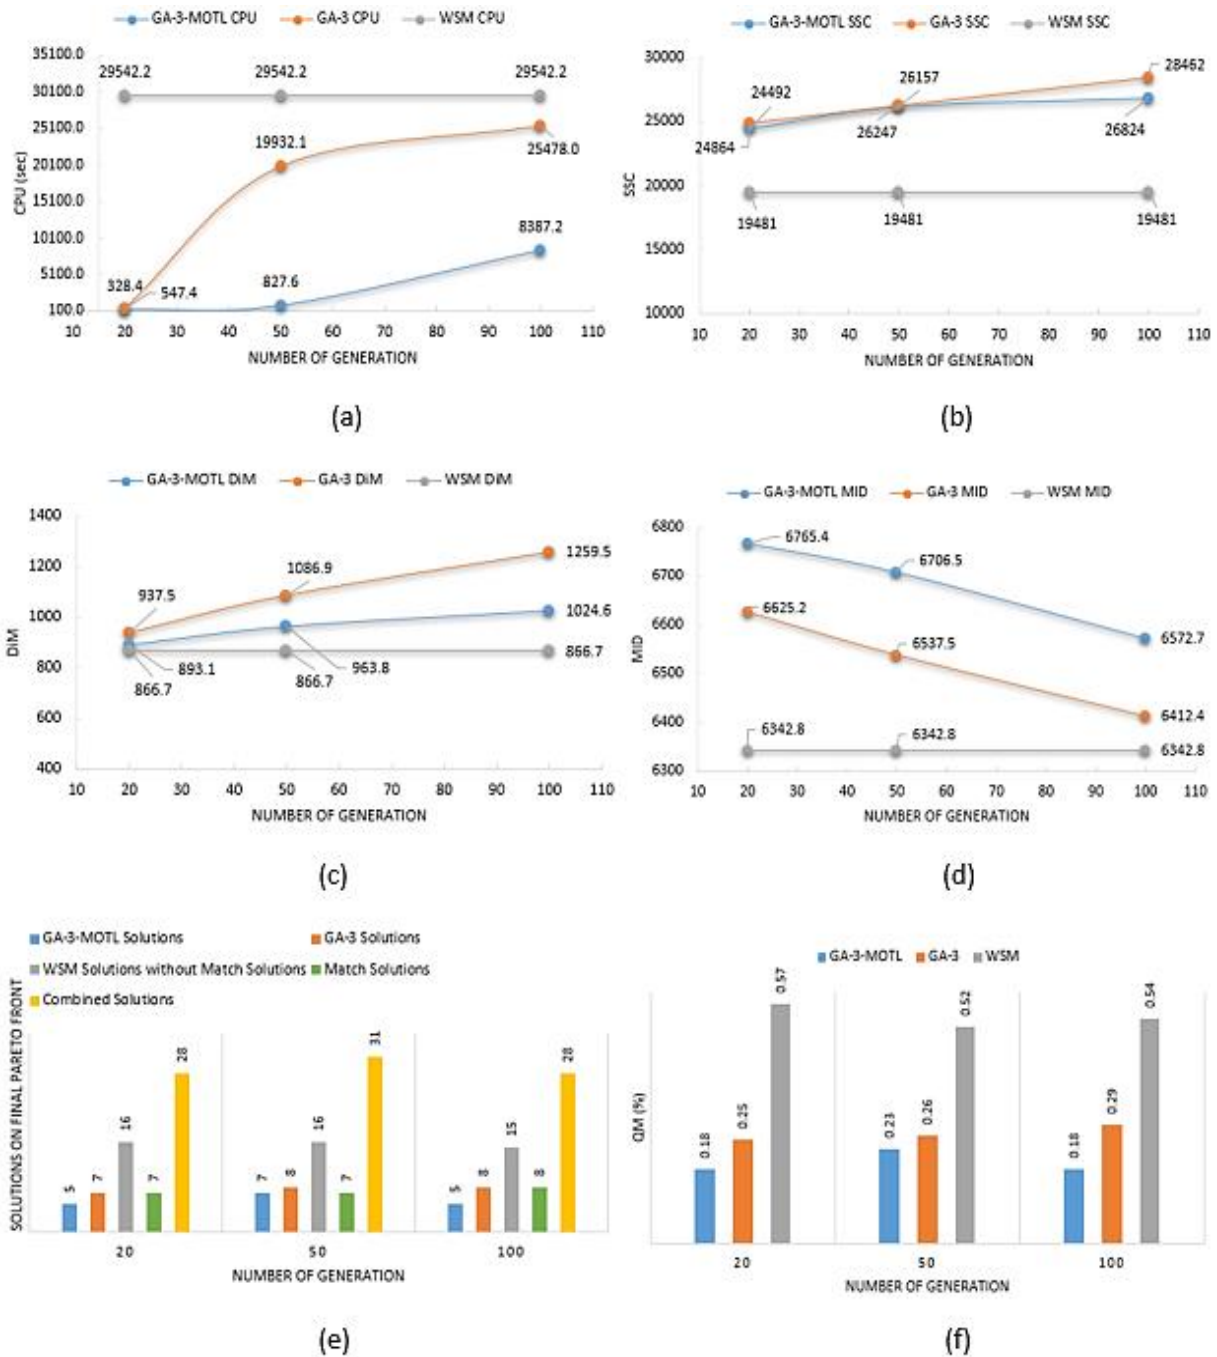 GA-3-MOTL CPU GA-3 CPU WSM CPU
35100.0
30100.0
25100.0
20100.0
15100.0
10100.0
5100.0
100.0
CPU (sec)
29542.2 29542.2 29542.2
19932.1
25478.0
8387.2
328.4 547.4 827.6
10 20 30 40 50 60 70 80 90 100 110
NUMBER OF GENERATION
(a)
GA-3-MOTL SSC GA-3 SSC WSM SSC
30000
25000
20000
15000
10000
SSC
24492 26157 28462
24864 26247 26824
19481 19481 19481
10 20 30 40 50 60 70 80 90 100 110
NUMBER OF GENERATION
(b)
GA-3-MOTL DiM GA-3 DiM WSM DiM
1400
1200
1000
800
600
400
DiM
937.5 1086.9 1259.5
1024.6
893.1 963.8 866.7
866.7 866.7
10 20 30 40 50 60 70 80 90 100 110
NUMBER OF GENERATION
(c)
GA-3-MOTL MID GA-3 MID WSM MID
6800
6700
6600
6500
6400
6300
MID
6765.4 6706.5 6572.7
6625.2 6537.5 6412.4
6342.8 6342.8 6342.8
10 20 30 40 50 60 70 80 90 100 110
NUMBER OF GENERATION
(d)
GA-3-MOTL Solutions GA-3 Solutions
WSM Solutions without Match Solutions Match Solutions
Combined Solutions
SOLUTIONS ON FINAL PARETO FRONT
5 7 16 7 28
7 8 16 7 31
5 8 15 8 28
20 50 100
NUMBER OF GENERATION
(e)
GA-3-MOTL GA-3 WSM
QM (%)
0.18 0.25 0.57
0.23 0.26 0.52
0.18 0.29 0.54
20 50 100
NUMBER OF GENERATION
(f)